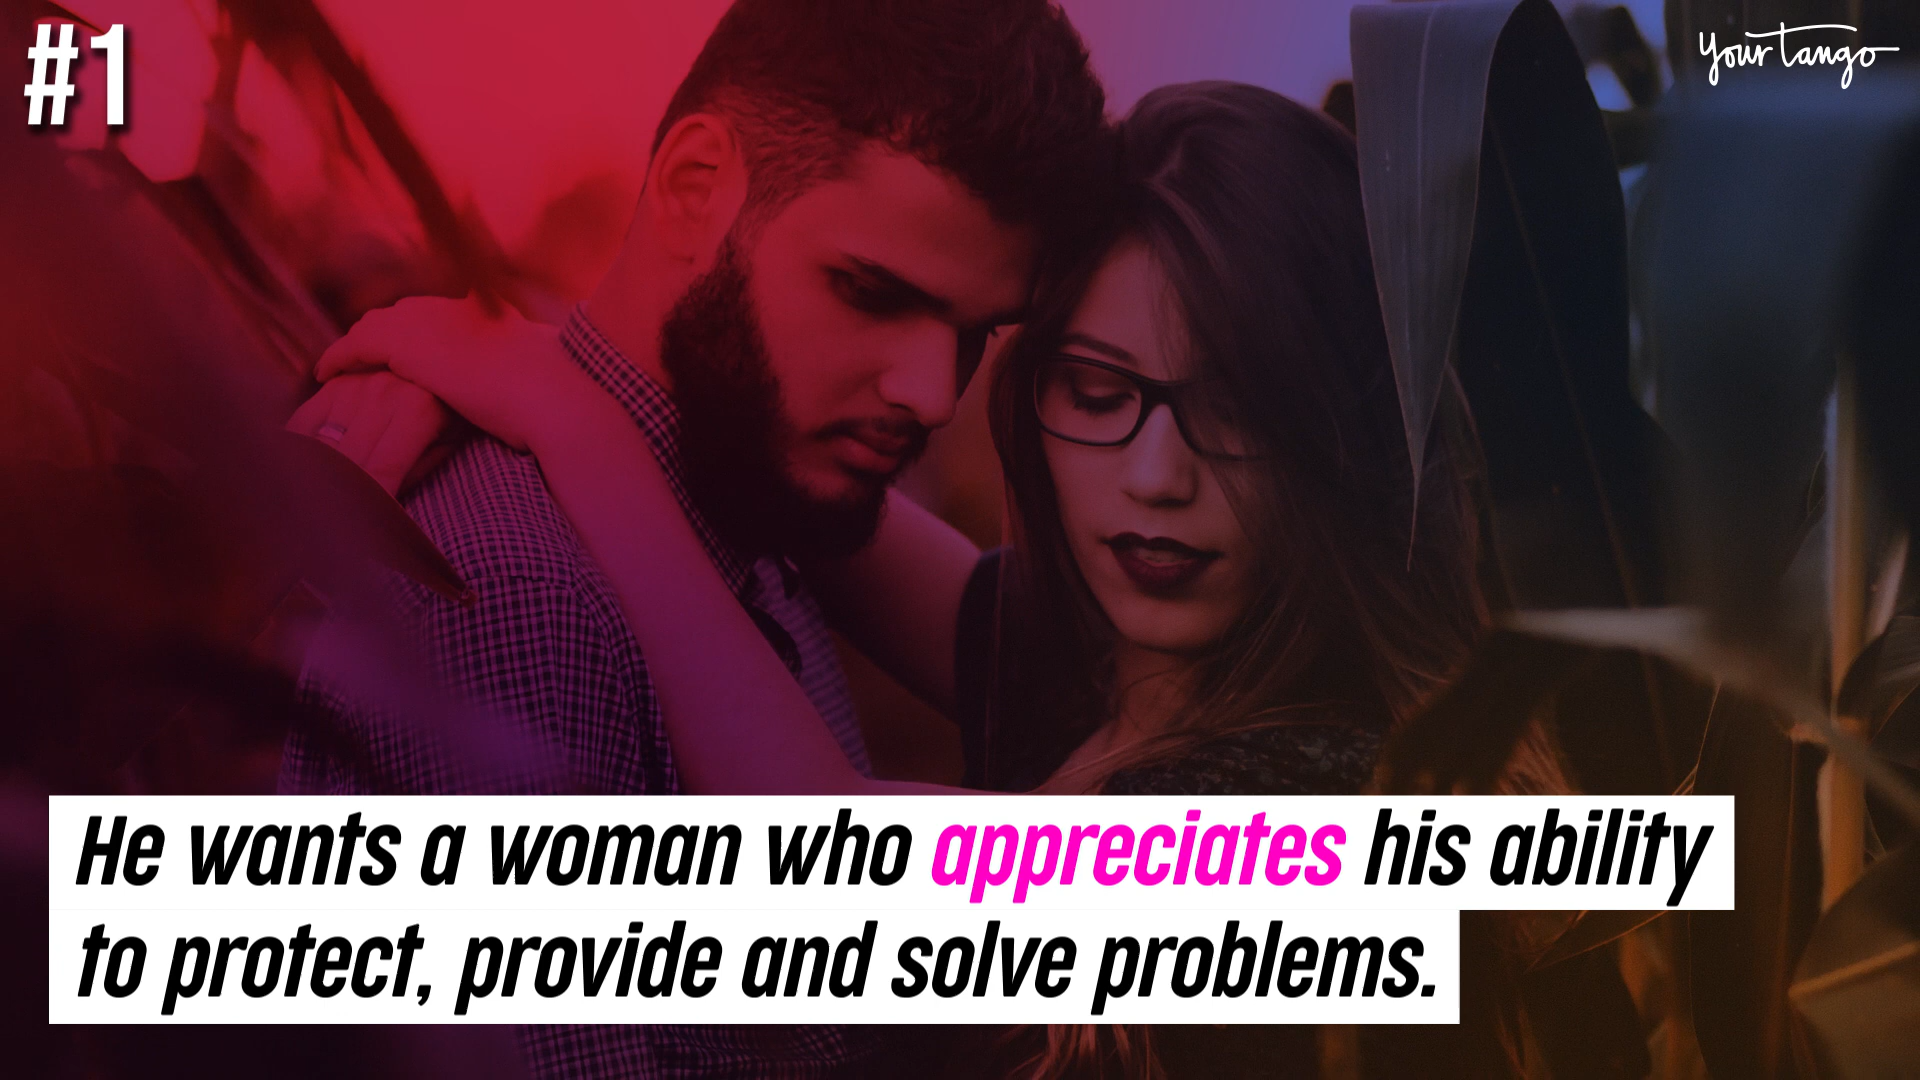 #1
yourtango
He wants a woman who appreciates his ability
to protect, provide and solve problems.